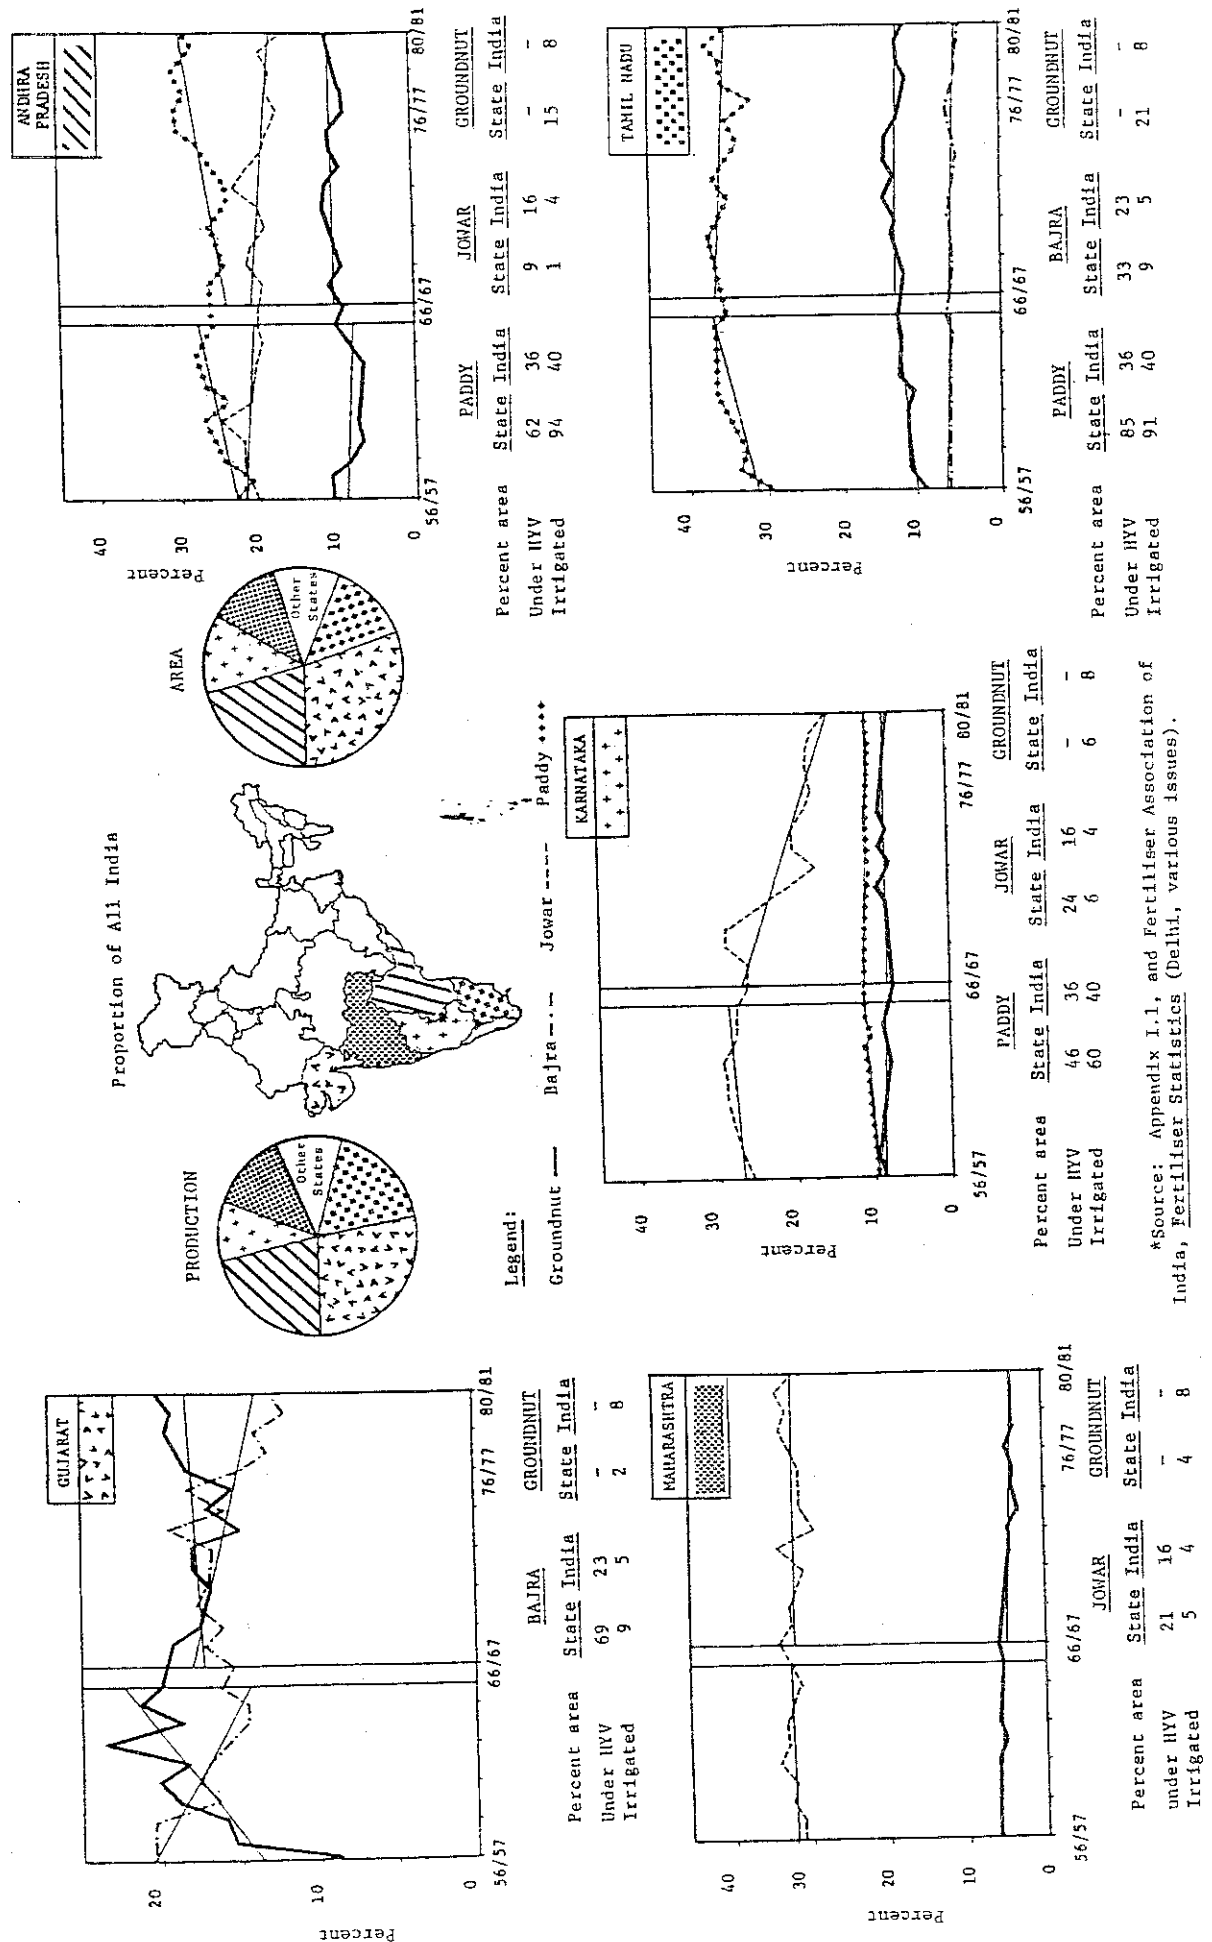 Proportion of All India
PRODUCTION
Other
States
AREA
Other
States
Legend:
Groundnut Bajra Jowar Paddy
GUJARAT
Percent
20
10
0
56/57 66/67 76/77 80/81
BAJRA GROUNDNUT
Percent area State India State India
Under HYV 69 23 - -
Irrigated 9 5 2 8
ANDHRA
PRADESH
Percent
40
30
20
10
0
56/57 66/67 76/77 80/81
PADDY JOWAR GROUNDNUT
Percent area State India State India State India
Under HYV 62 36 9 16 - -
Irrigated 94 40 1 4 15 8
MAHARASHTRA
Percent
40
30
20
10
0
56/57 66/67 76/77 80/81
JOWAR GROUNDNUT
Percent area State India State India
under HYV 21 16 - -
Irrigated 5 4 4 8
KARNATAKA
Percent
40
30
20
10
0
56/57 66/67 76/77 80/81
PADDY JOWAR GROUNDNUT
Percent area State India State India State India
Under HYV 46 36 24 16 - -
Irrigated 60 40 6 4 6 8
TAMIL NADU
Percent
40
30
20
10
0
56/57 66/67 76/77 80/81
PADDY BAJRA GROUNDNUT
Percent area State India State India State India
Under HYV 85 36 33 23 - -
Irrigated 91 40 9 5 21 8
*Source: Appendix I.1, and Fertiliser Association of
India, Fertiliser Statistics (Delhi, various issues).